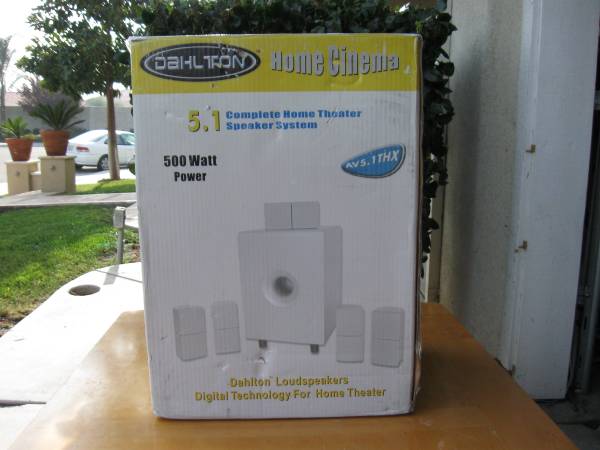 DAHLTON Home Cinema
5.1 Complete Home Theater
Speaker System
500 Watt
Power
AV5.1THX
Dahlton Loudspeakers
Digital Technology For Home Theater